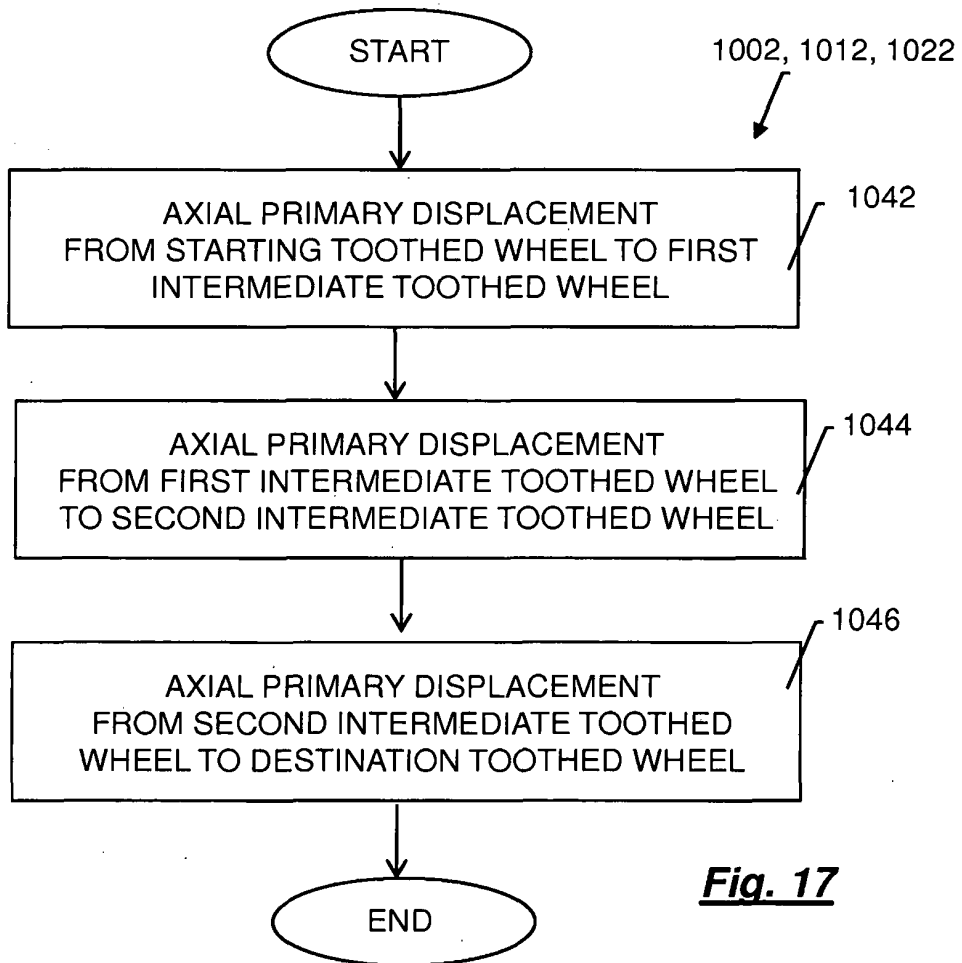 START
1002, 1012, 1022
AXIAL PRIMARY DISPLACEMENT
FROM STARTING TOOTHED WHEEL TO FIRST
INTERMEDIATE TOOTHED WHEEL
1042
AXIAL PRIMARY DISPLACEMENT
FROM FIRST INTERMEDIATE TOOTHED WHEEL
TO SECOND INTERMEDIATE TOOTHED WHEEL
1044
AXIAL PRIMARY DISPLACEMENT
FROM SECOND INTERMEDIATE TOOTHED
WHEEL TO DESTINATION TOOTHED WHEEL
1046
END
Fig. 17